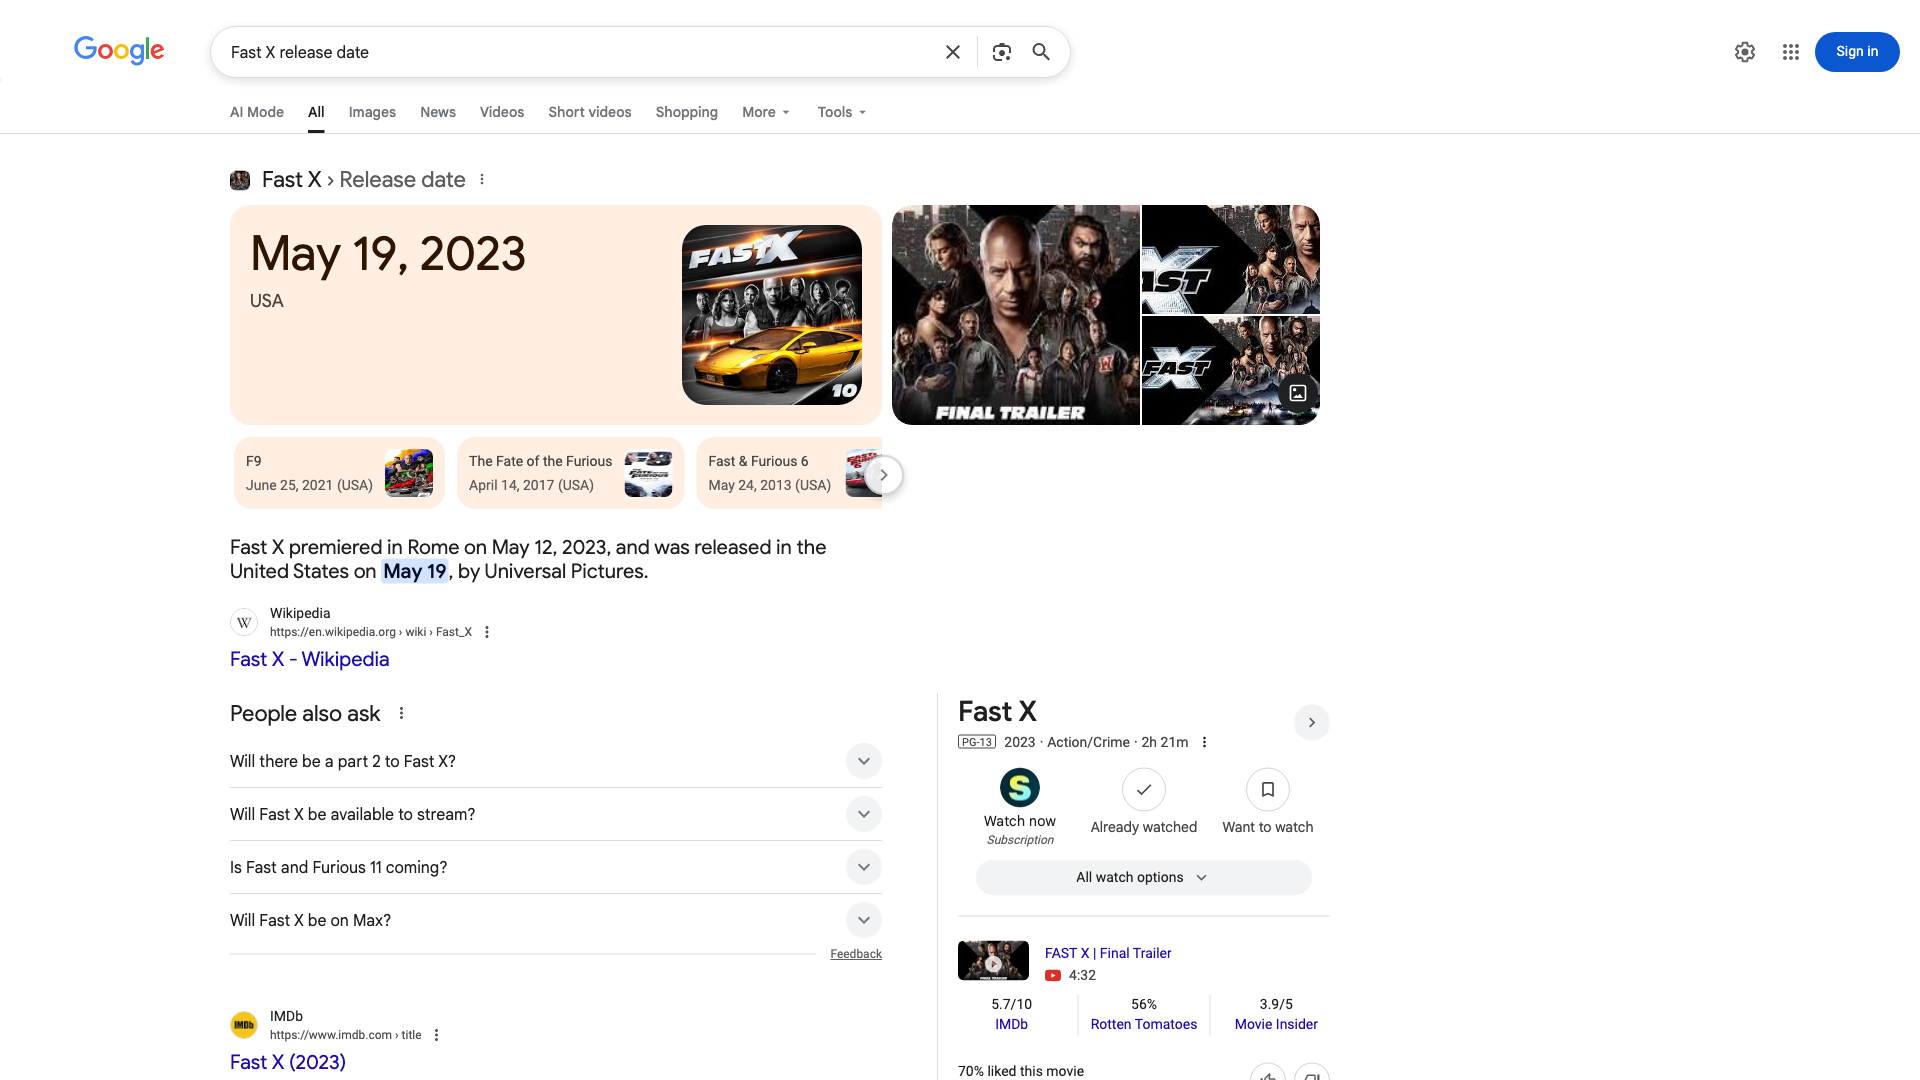 Google
Fast X release date
Sign in
AI Mode
All
Images
News
Videos
Short videos
Shopping
More
Tools
Fast X › Release date
May 19, 2023
USA
FAST X
10
FINAL TRAILER
FAST
FAST
F9
June 25, 2021 (USA)
The Fate of the Furious
April 14, 2017 (USA)
Fast & Furious 6
May 24, 2013 (USA)
Fast X premiered in Rome on May 12, 2023, and was released in the
United States on May 19, by Universal Pictures.
W
Wikipedia
https://en.wikipedia.org › wiki › Fast_X
Fast X - Wikipedia
People also ask
Will there be a part 2 to Fast X?
Will Fast X be available to stream?
Is Fast and Furious 11 coming?
Will Fast X be on Max?
Feedback
IMDb
IMDb
https://www.imdb.com › title
Fast X (2023)
Fast X
PG-13 2023 · Action/Crime · 2h 21m
S
Watch now
Subscription
Already watched
Want to watch
All watch options
FAST X | Final Trailer
4:32
5.7/10
IMDb
56%
Rotten Tomatoes
3.9/5
Movie Insider
70% liked this movie